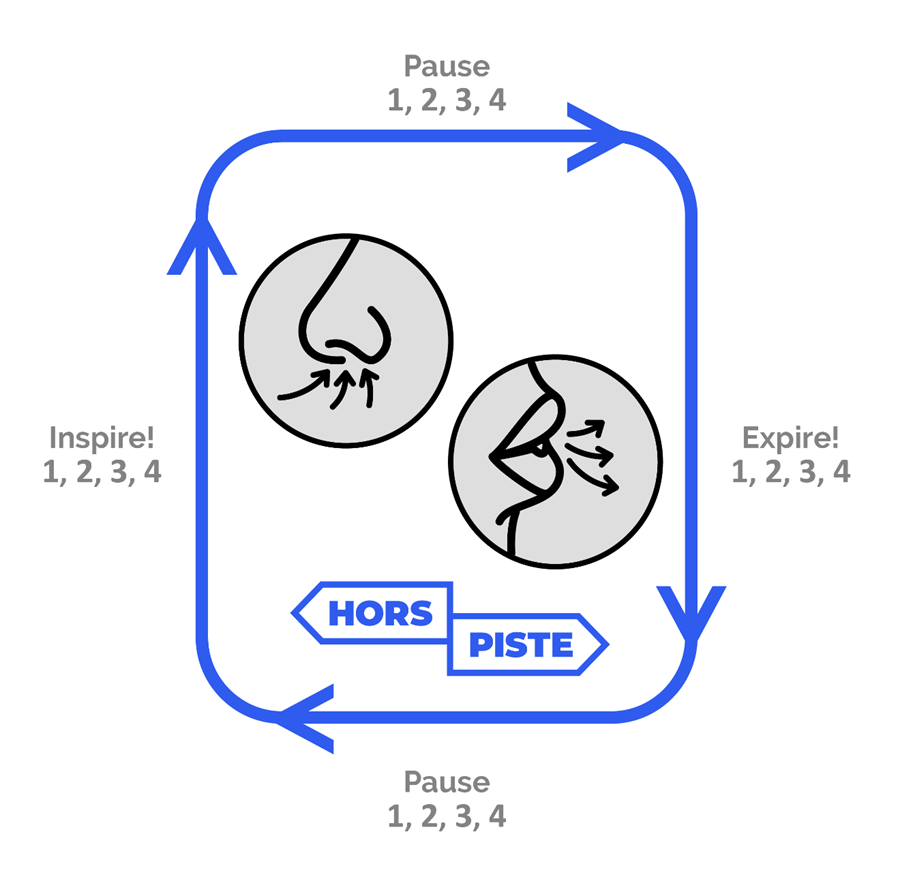 Pause
1, 2, 3, 4
Inspire!
1, 2, 3, 4
Expire!
1, 2, 3, 4
HORS
PISTE
Pause
1, 2, 3, 4